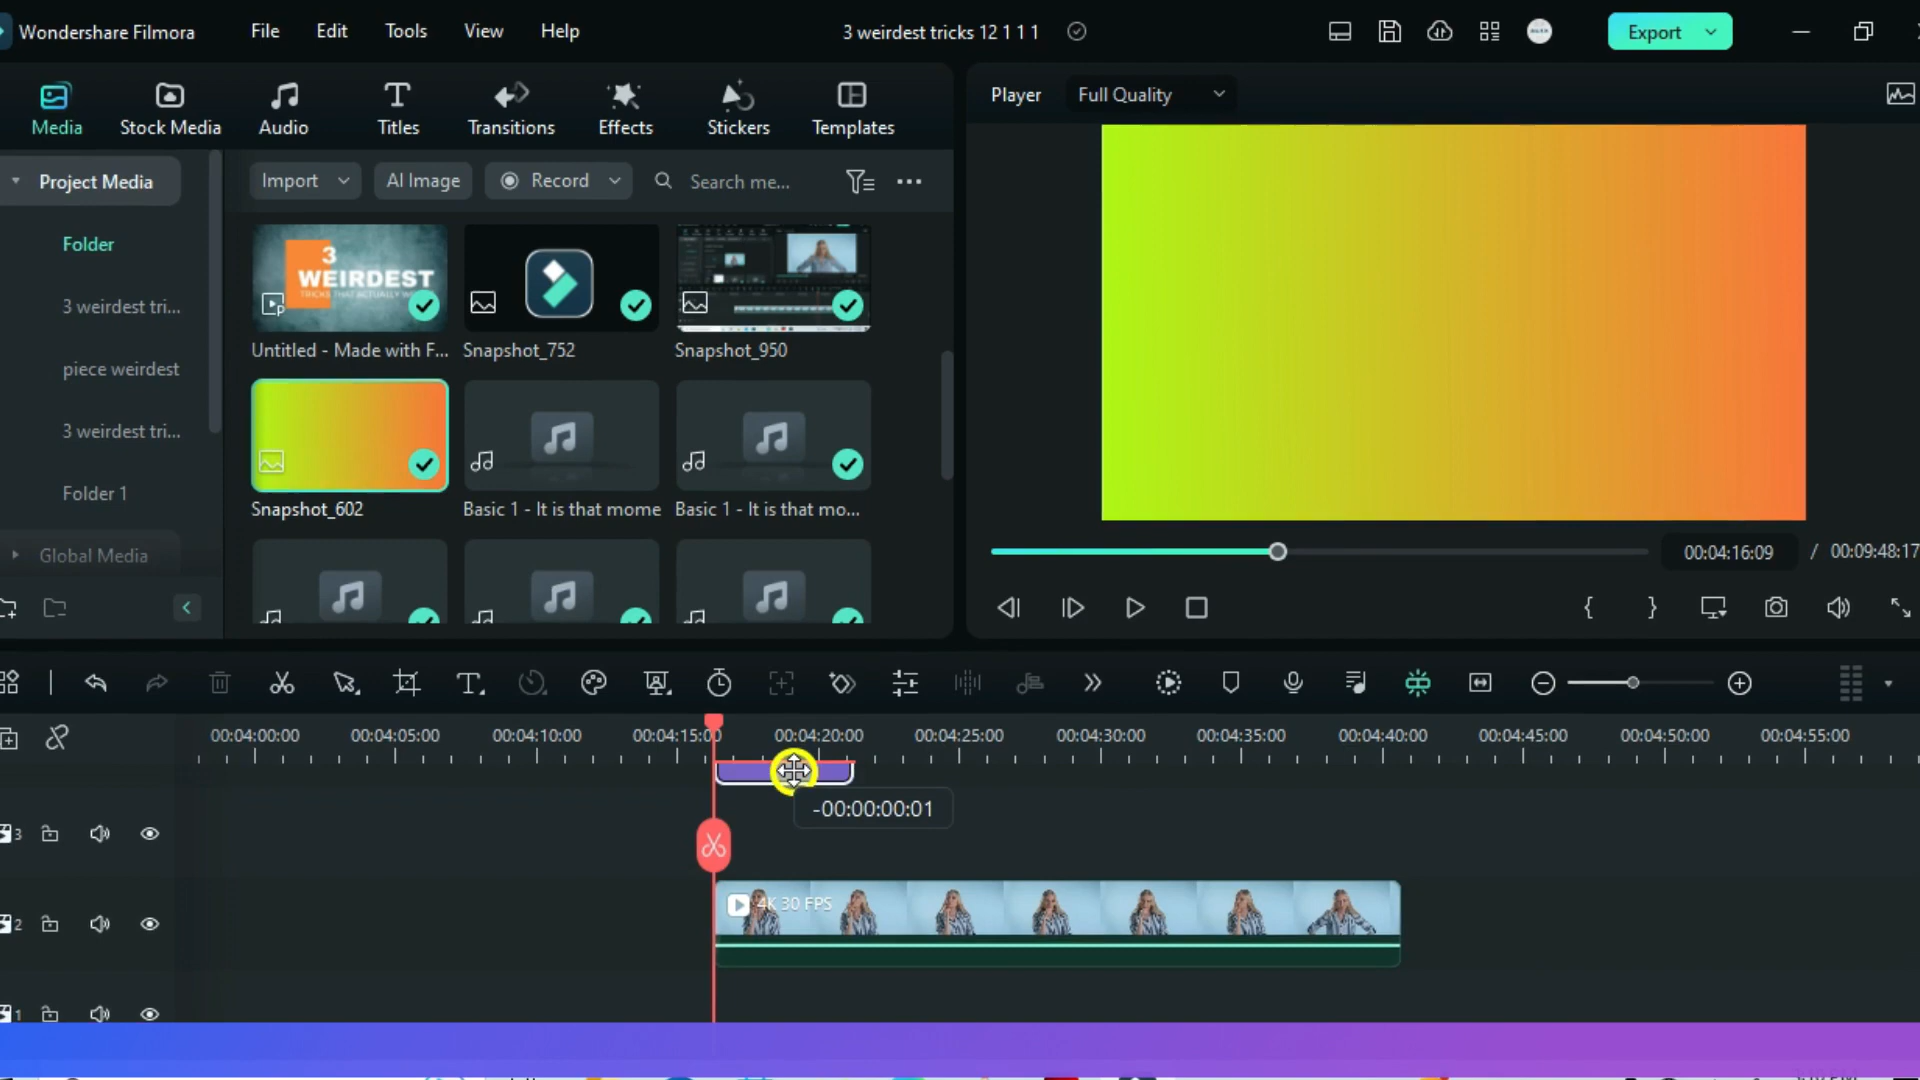 Wondershare Filmora File Edit Tools View Help 3 weirdest tricks 12 1 1 1 Export
Media Stock Media Audio Titles Transitions Effects Stickers Templates
Player Full Quality
Project Media
Import AI Image Record Search me...
Folder
3 weirdest tri...
piece weirdest
3 weirdest tri...
Folder 1
Global Media
3
WEIRDEST
Untitled - Made with F... Snapshot_752 Snapshot_950
Snapshot_602 Basic 1 - It is that mome Basic 1 - It is that mo...
00:04:16:09 / 00:09:48:17
00:04:00:00 00:04:05:00 00:04:10:00 00:04:15:00 00:04:20:00 00:04:25:00 00:04:30:00 00:04:35:00 00:04:40:00 00:04:45:00 00:04:50:00 00:04:55:00
-00:00:00:01
3
4K 30 FPS
2
1